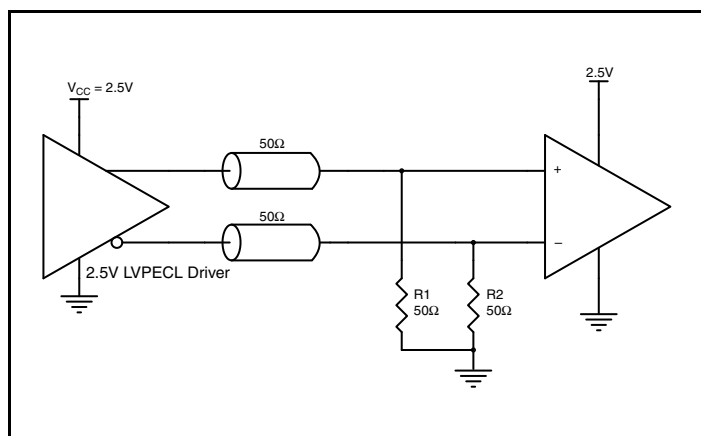 V_CC = 2.5V
2.5V
50Ω
+
50Ω
−
2.5V LVPECL Driver
R1
50Ω
R2
50Ω